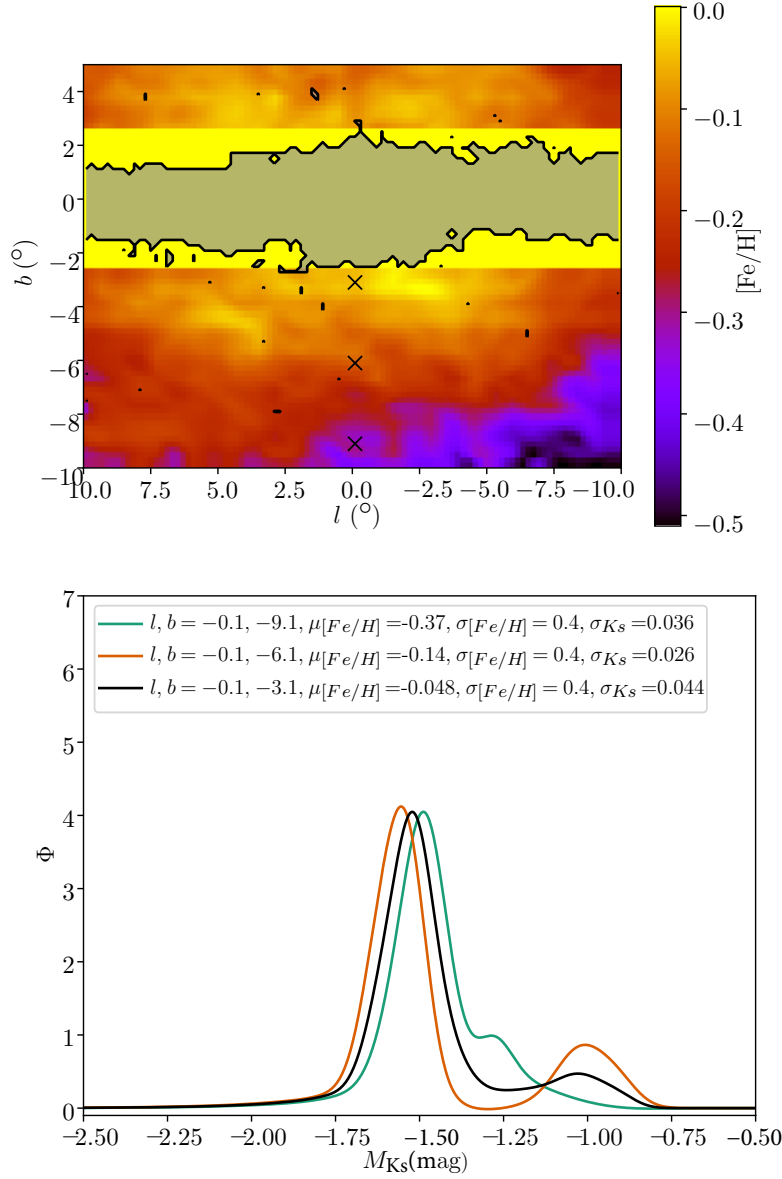 0.0
−0.1
−0.2
−0.3
−0.4
−0.5
[Fe/H]
4
2
0
−2
−4
−6
−8
−10
b (°)
10.0 7.5 5.0 2.5 0.0 −2.5 −5.0 −7.5 −10.0
l (°)
7
6
5
4
3
2
1
0
Φ
l, b = −0.1, −9.1, μ[Fe/H] =-0.37, σ[Fe/H] = 0.4, σKs =0.036
l, b = −0.1, −6.1, μ[Fe/H] =-0.14, σ[Fe/H] = 0.4, σKs =0.026
l, b = −0.1, −3.1, μ[Fe/H] =-0.048, σ[Fe/H] = 0.4, σKs =0.044
−2.50 −2.25 −2.00 −1.75 −1.50 −1.25 −1.00 −0.75 −0.50
MKs(mag)